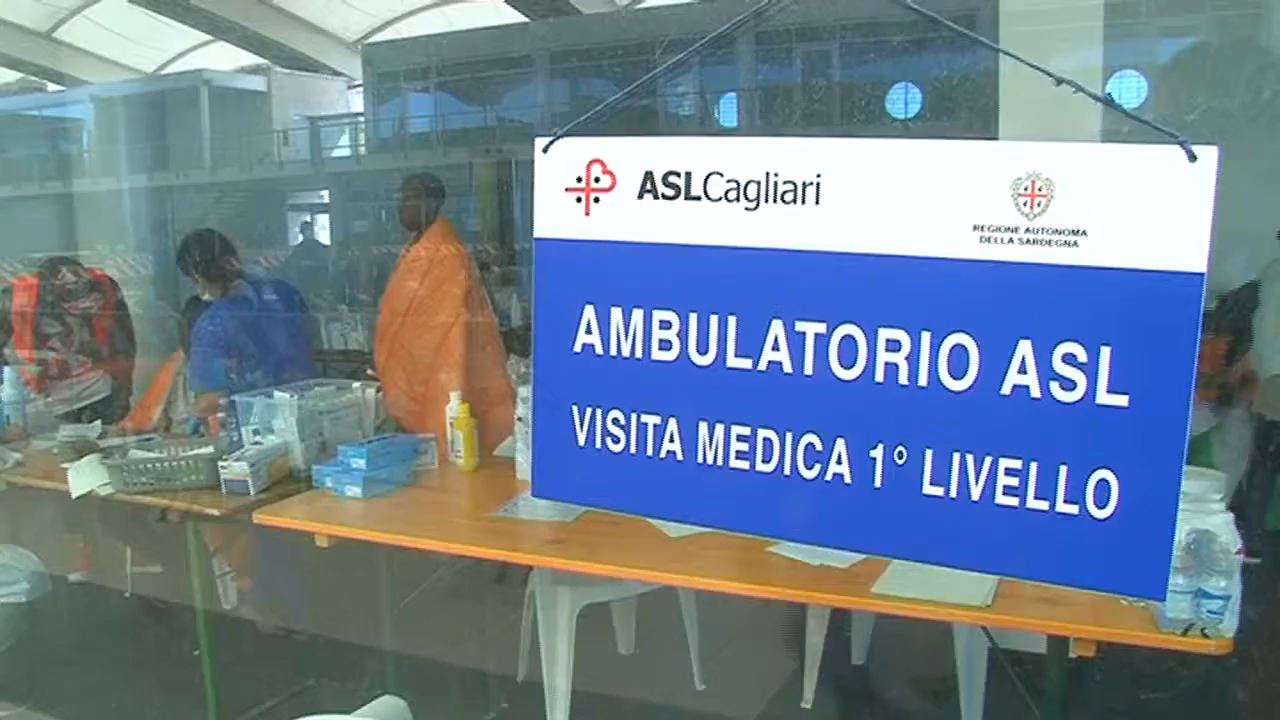 ASLCagliari
REGIONE AUTONOMA
DELLA SARDEGNA
AMBULATORIO ASL
VISITA MEDICA 1° LIVELLO